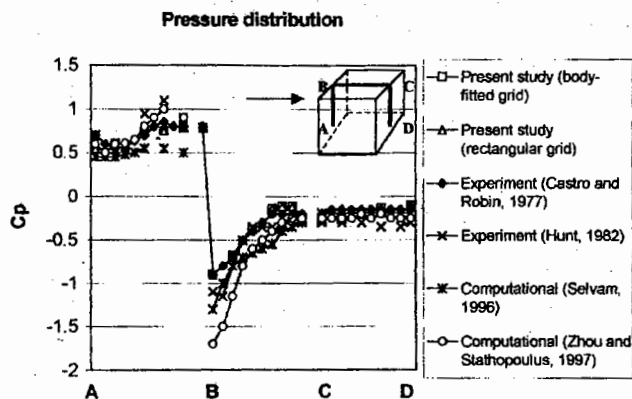 Pressure distribution
1.5
1
0.5
0
-0.5
-1
-1.5
-2
Cp
A
B
C
D
B
C
A
D
Present study (body-
fitted grid)
Present study
(rectangular grid)
Experiment (Castro and
Robin, 1977)
Experiment (Hunt, 1982)
Computational (Selvam,
1996)
Computational (Zhou and
Stathopoulus, 1997)